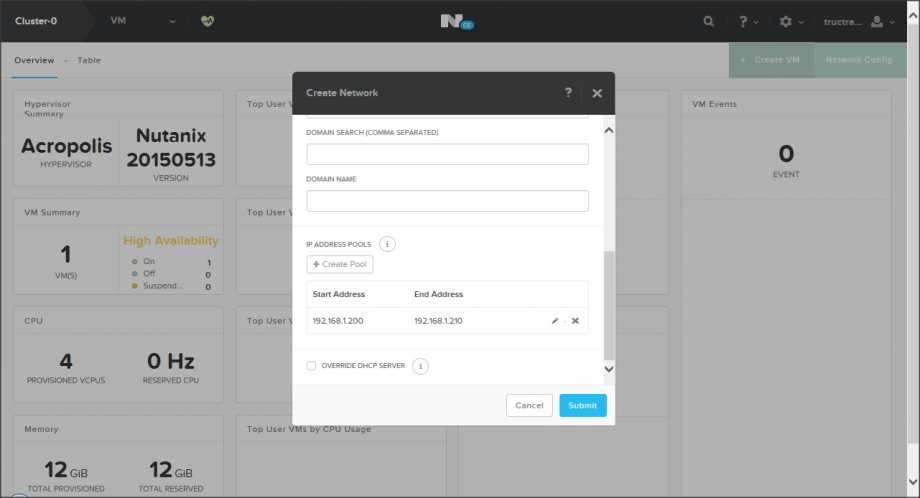 Cluster-0
VM
N CE
?
tructra...
Overview · Table
+ Create VM
Network Config
Hypervisor
Summary
Acropolis
HYPERVISOR
Nutanix
20150513
VERSION
Top User V
VM Events
0
EVENT
VM Summary
1
VM(S)
High Availability
On 1
Off 0
Suspend... 0
Top User V
CPU
4
PROVISIONED VCPUS
0 Hz
RESERVED CPU
Top User V
Memory
12 GiB
TOTAL PROVISIONED
12 GiB
TOTAL RESERVED
Top User VMs by CPU Usage
Create Network
?
DOMAIN SEARCH (COMMA SEPARATED)
DOMAIN NAME
IP ADDRESS POOLS i
+ Create Pool
Start Address End Address
192.168.1.200 192.168.1.210
OVERRIDE DHCP SERVER i
Cancel
Submit